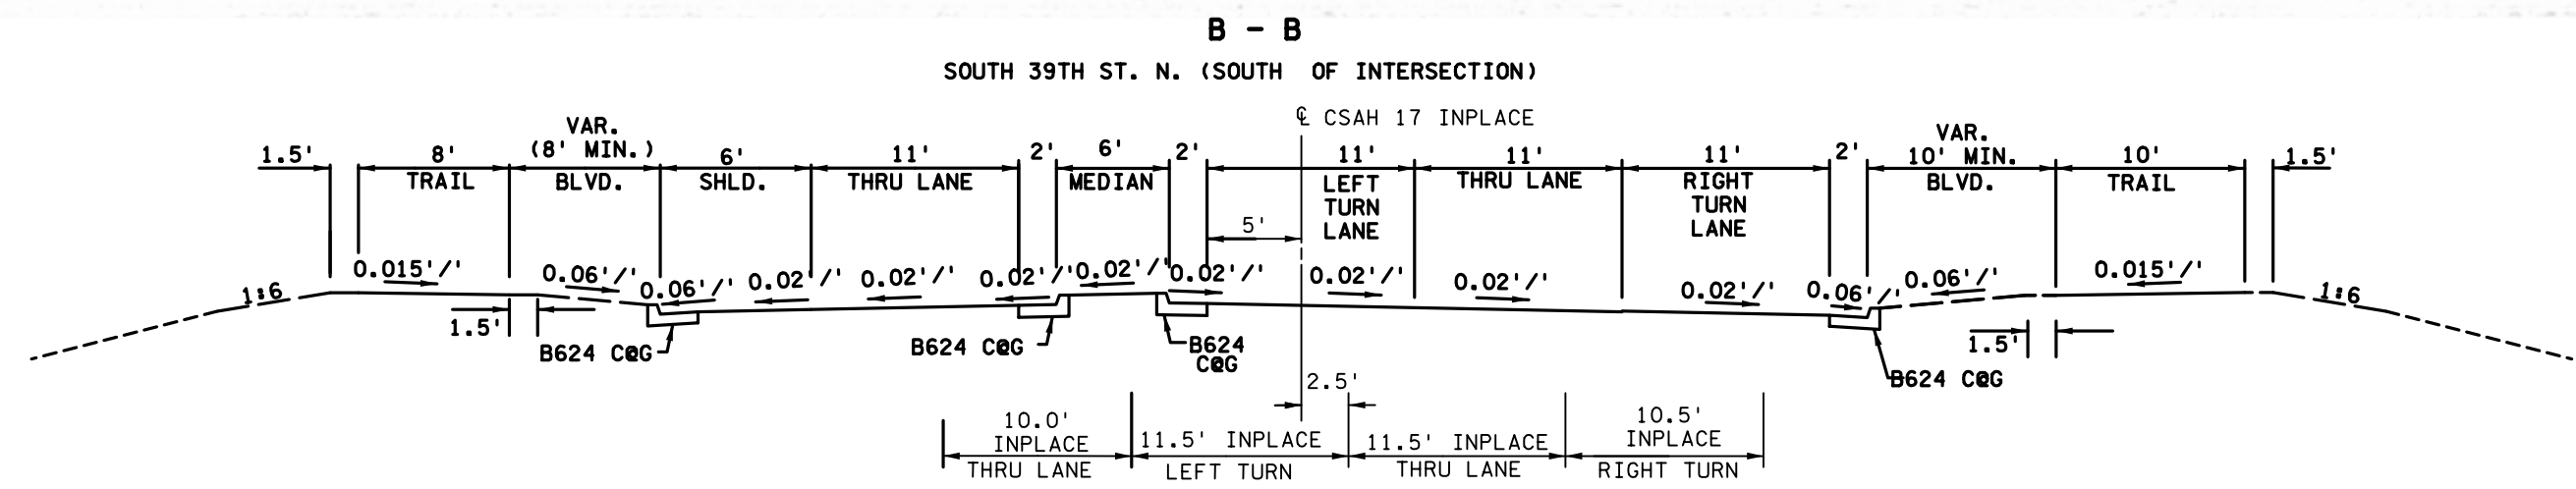 B - B
SOUTH 39TH ST. N. (SOUTH OF INTERSECTION)
℄ CSAH 17 INPLACE
1.5'
8'
TRAIL
VAR.
(8' MIN.)
BLVD.
6'
SHLD.
11'
THRU LANE
2'
6'
MEDIAN
2'
11'
LEFT
TURN
LANE
11'
THRU LANE
11'
RIGHT
TURN
LANE
2'
VAR.
10' MIN.
BLVD.
10'
TRAIL
1.5'
5'
1:6
0.015'/'
0.06'/'
0.06'/'
0.02'/'
0.02'/'
0.02'/'
0.02'/'
0.02'/'
0.02'/'
0.02'/'
0.02'/'
0.06'/'
0.06'/'
0.015'/'
1:6
1.5'
B624 C@G
B624 C@G
B624
C@G
1.5'
B624 C@G
2.5'
10.0'
INPLACE
THRU LANE
11.5' INPLACE
LEFT TURN
11.5' INPLACE
THRU LANE
10.5'
INPLACE
RIGHT TURN